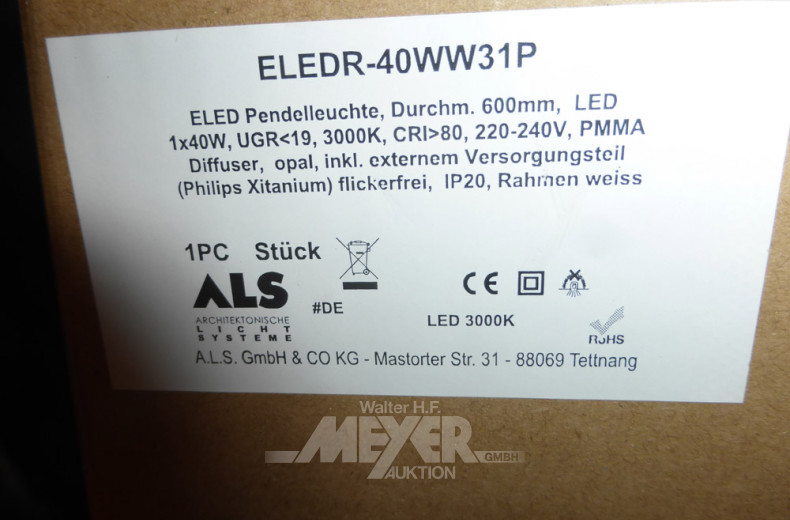 ELEDR-40WW31P
ELED Pendelleuchte, Durchm. 600mm, LED
1x40W, UGR<19, 3000K, CRI>80, 220-240V, PMMA
Diffuser, opal, inkl. externem Versorgungsteil
(Philips Xitanium) flickerfrei, IP20, Rahmen weiss
1PC Stück
ALS
ARCHITEKTONISCHE
LICHT
SYSTEME
#DE
CE
LED 3000K
RoHS
A.L.S. GmbH & CO KG - Mastorter Str. 31 - 88069 Tettnang
Walter H.F.
MEYER
GMBH
AUKTION